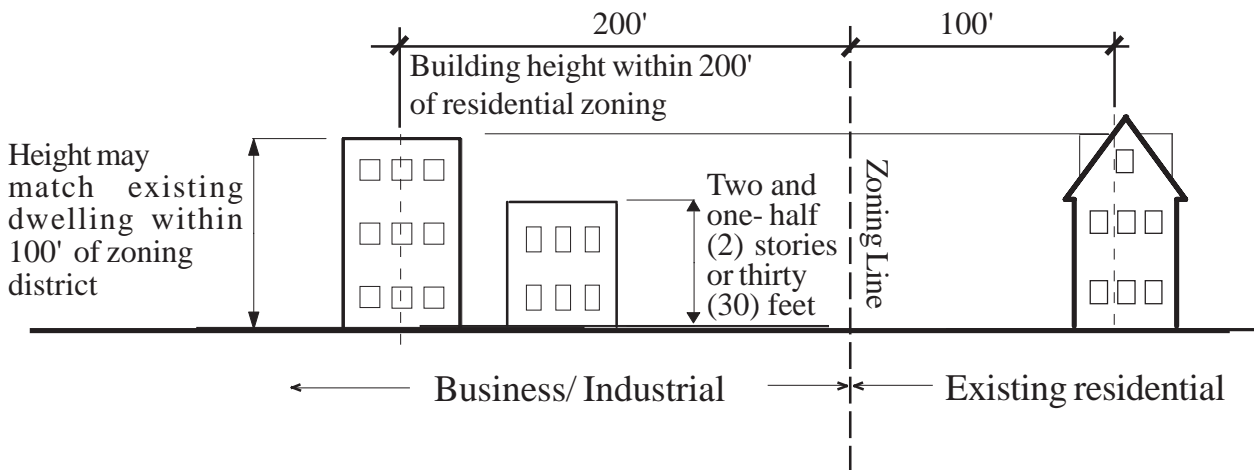 200'
100'
Building height within 200'
of residential zoning
Height may
match existing
dwelling within
100' of zoning
district
Two and
one- half
(2) stories
or thirty
(30) feet
Zoning Line
Business/ Industrial
Existing residential